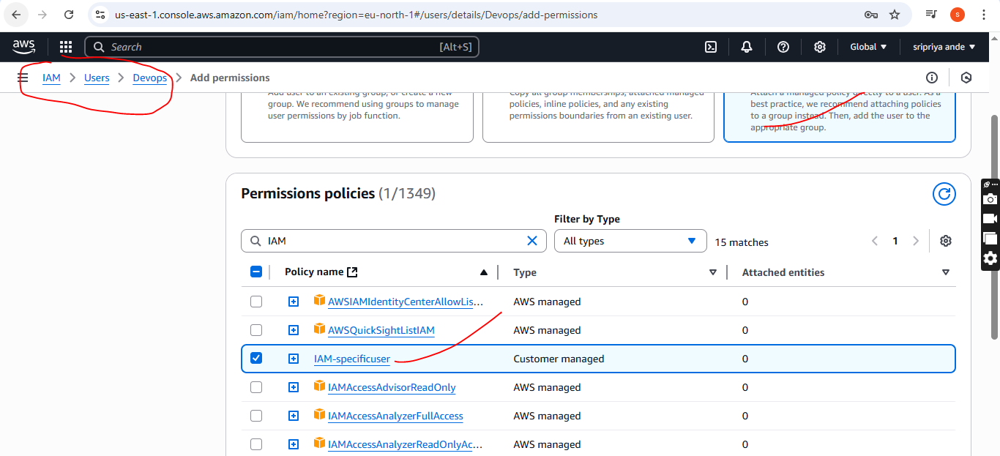 us-east-1.console.aws.amazon.com/iam/home?region=eu-north-1#/users/details/Devops/add-permissions
s
aws
Search [Alt+S]
Global
sripriya ande
IAM > Users > Devops > Add permissions
Add user to an existing group, or create a new
group. We recommend using groups to manage
user permissions by job function.
Copy all group memberships, attached managed
policies, inline policies, and any existing
permissions boundaries from an existing user.
Attach a managed policy directly to a user. As a
best practice, we recommend attaching policies
to a group instead. Then, add the user to the
appropriate group.
Permissions policies (1/1349)
Filter by Type
IAM
All types
15 matches
1
Policy name Type Attached entities
AWSIAMIdentityCenterAllowLis... AWS managed 0
AWSQuickSightListIAM AWS managed 0
IAM-specificuser Customer managed 0
IAMAccessAdvisorReadOnly AWS managed 0
IAMAccessAnalyzerFullAccess AWS managed 0
IAMAccessAnalyzerReadOnlyAc... AWS managed 0